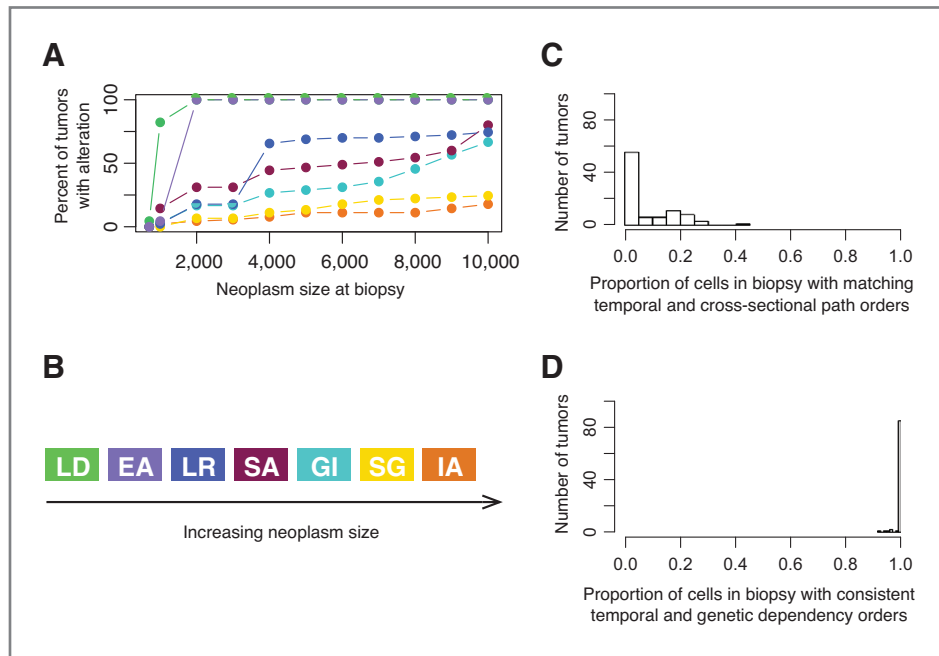 A
Percent of tumors
with alteration
100
50
0
2,000 4,000 6,000 8,000 10,000
Neoplasm size at biopsy
B
LD EA LR SA GI SG IA
Increasing neoplasm size
C
Number of tumors
80
40
0
0.0 0.2 0.4 0.6 0.8 1.0
Proportion of cells in biopsy with matching
temporal and cross-sectional path orders
D
Number of tumors
80
40
0
0.0 0.2 0.4 0.6 0.8 1.0
Proportion of cells in biopsy with consistent
temporal and genetic dependency orders